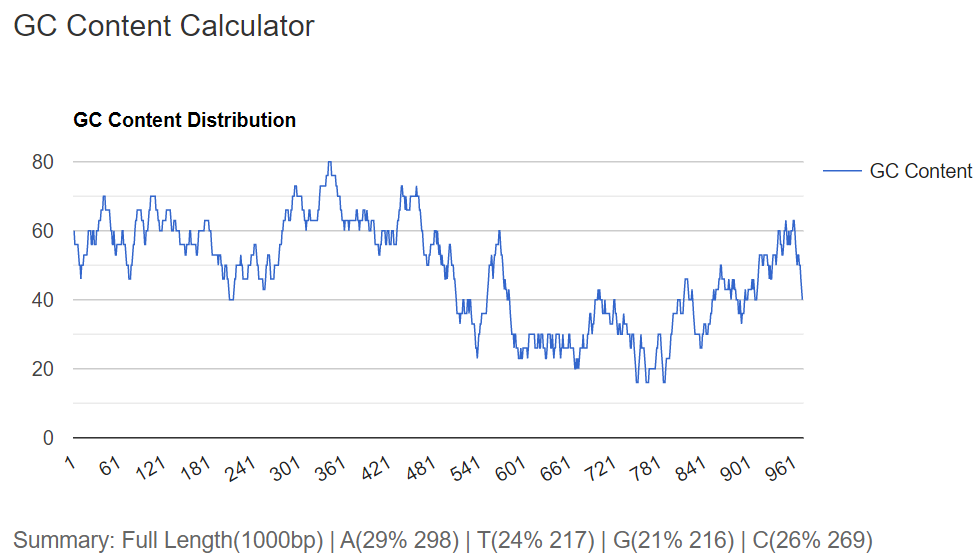 GC Content Calculator
GC Content Distribution
80
60
40
20
0
GC Content
1 61 121 181 241 301 361 421 481 541 601 661 721 781 841 901 961
Summary: Full Length(1000bp) | A(29% 298) | T(24% 217) | G(21% 216) | C(26% 269)